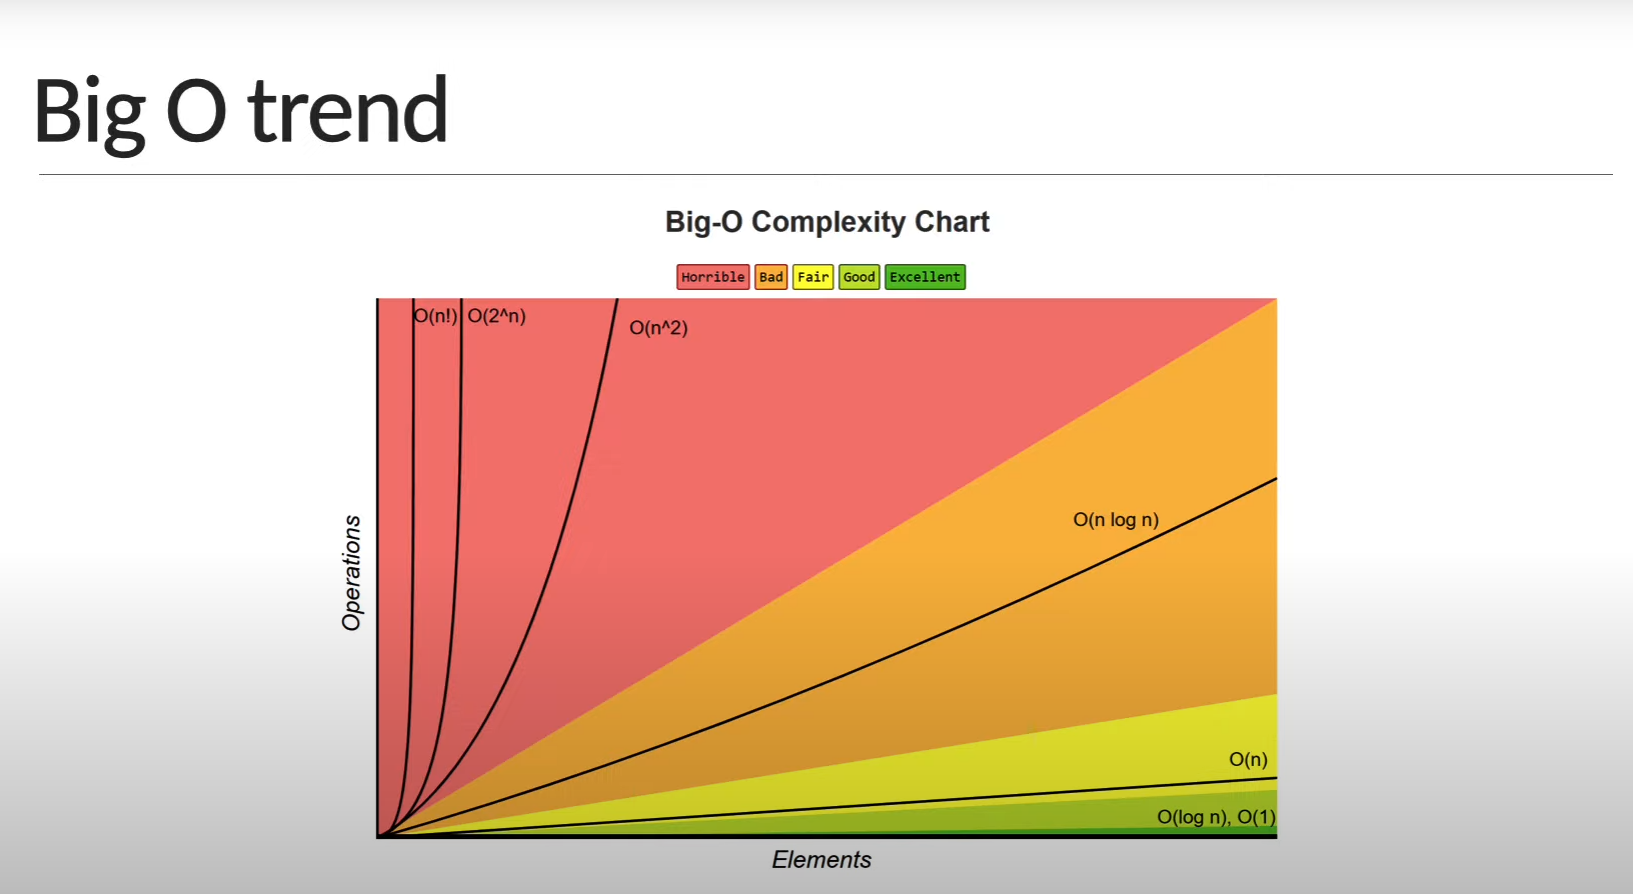 Big O trend
Big-O Complexity Chart
Horrible Bad Fair Good Excellent
O(n!) O(2^n)
O(n^2)
O(n log n)
O(n)
O(log n), O(1)
Operations
Elements